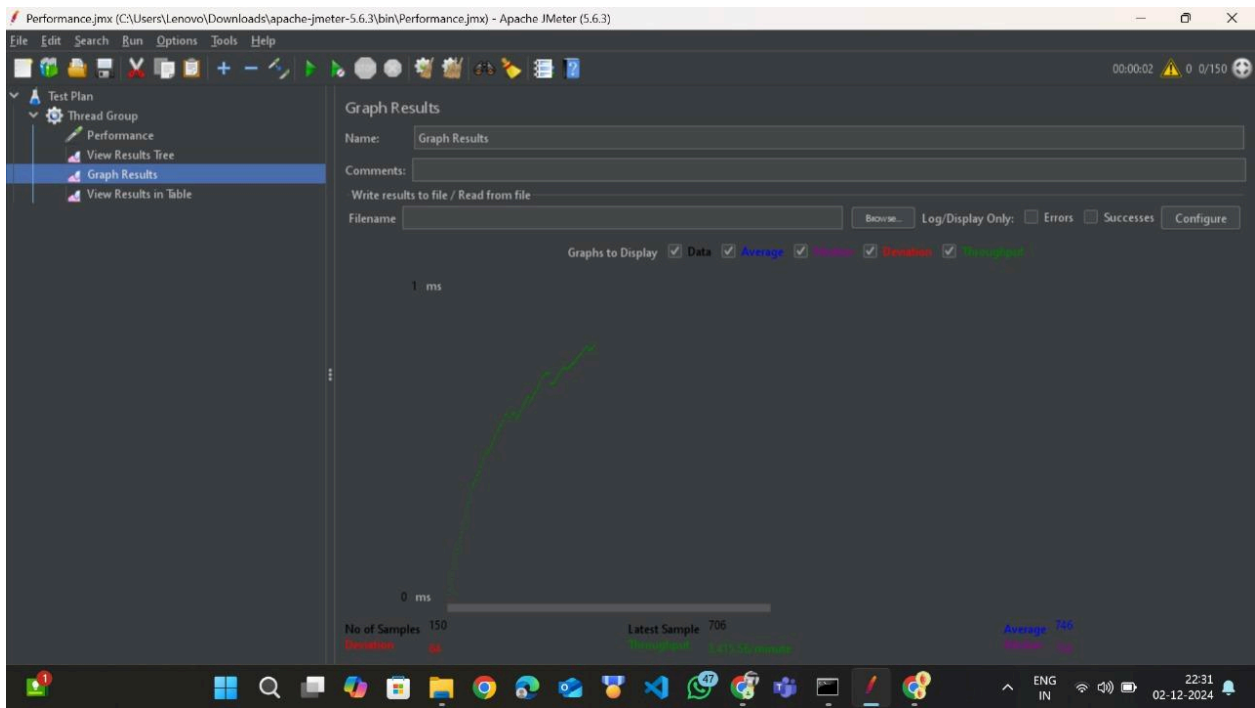 Performance.jmx (C:\Users\Lenovo\Downloads\apache-jmeter-5.6.3\bin\Performance.jmx) - Apache JMeter (5.6.3)
File Edit Search Run Options Tools Help
00:00:02 0 0/150
Test Plan
Thread Group
Performance
View Results Tree
Graph Results
View Results in Table
Graph Results
Name: Graph Results
Comments:
Write results to file / Read from file
Filename Browse... Log/Display Only: Errors Successes Configure
Graphs to Display Data Average Deviation Throughput
1 ms
0 ms
No of Samples 150 Latest Sample 706 Average 746
Deviation Throughput
47
1
ENG
IN
22:31
02-12-2024